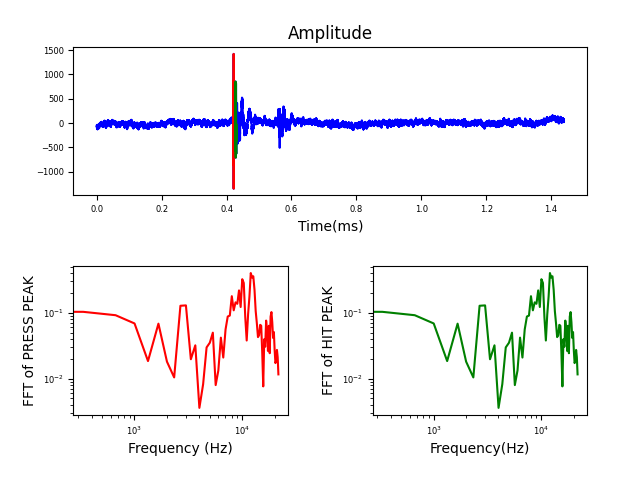 Amplitude
1500
1000
500
0
−500
−1000
0.0 0.2 0.4 0.6 0.8 1.0 1.2 1.4
Time(ms)
FFT of PRESS PEAK
10⁻¹
10⁻²
10³ 10⁴
Frequency (Hz)
FFT of HIT PEAK
10⁻¹
10⁻²
10³ 10⁴
Frequency(Hz)